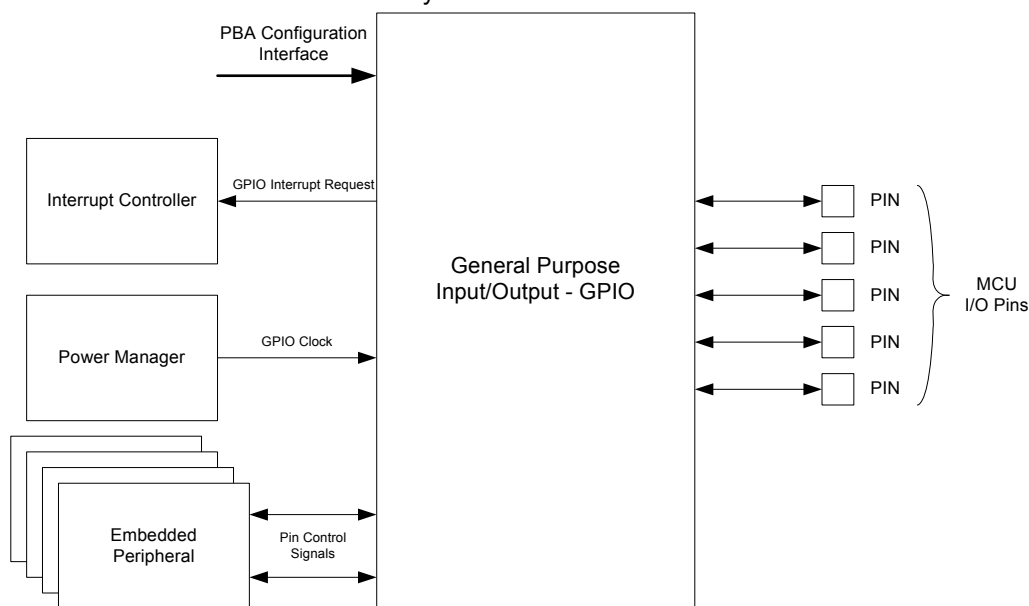 PBA Configuration
Interface
Interrupt Controller
GPIO Interrupt Request
Power Manager
GPIO Clock
Embedded
Peripheral
Pin Control
Signals
General Purpose
Input/Output - GPIO
PIN
PIN
PIN
PIN
PIN
MCU
I/O Pins